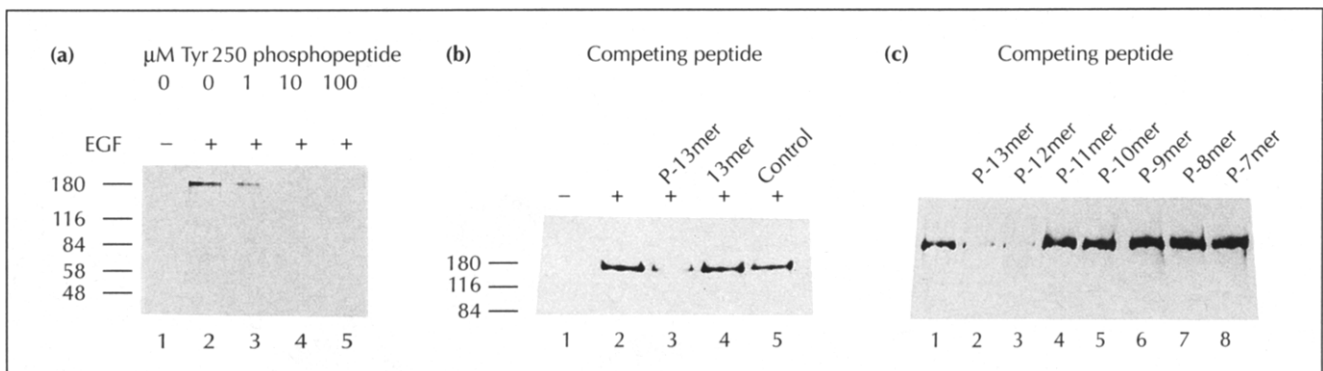 (a) μM Tyr 250 phosphopeptide
0 0 1 10 100
EGF − + + + +
180
116
84
58
48
1 2 3 4 5
(b) Competing peptide
P-13mer 13mer Control
− + + + +
180
116
84
1 2 3 4 5
(c) Competing peptide
P-13mer P-12mer P-11mer P-10mer P-9mer P-8mer P-7mer
1 2 3 4 5 6 7 8